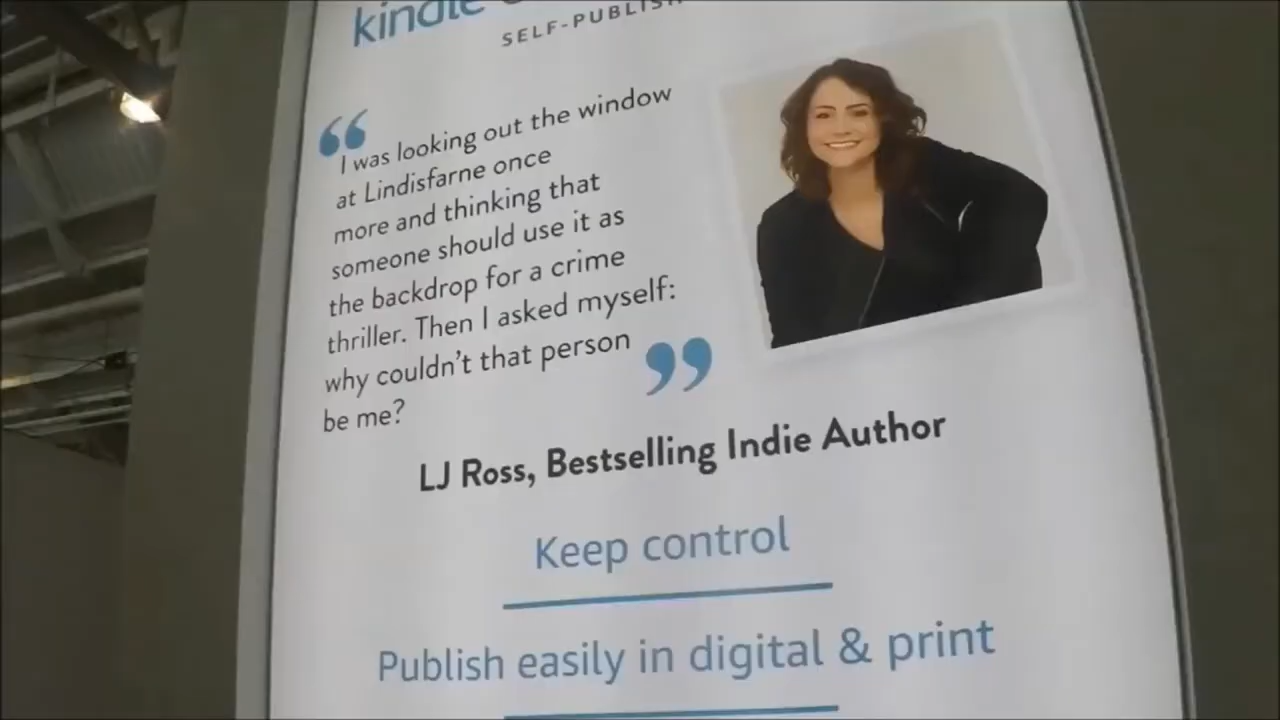 kindle
SELF-PUBLISH
“
I was looking out the window
at Lindisfarne once
more and thinking that
someone should use it as
the backdrop for a crime
thriller. Then I asked myself:
why couldn't that person
be me?
”
LJ Ross, Bestselling Indie Author
Keep control
Publish easily in digital & print